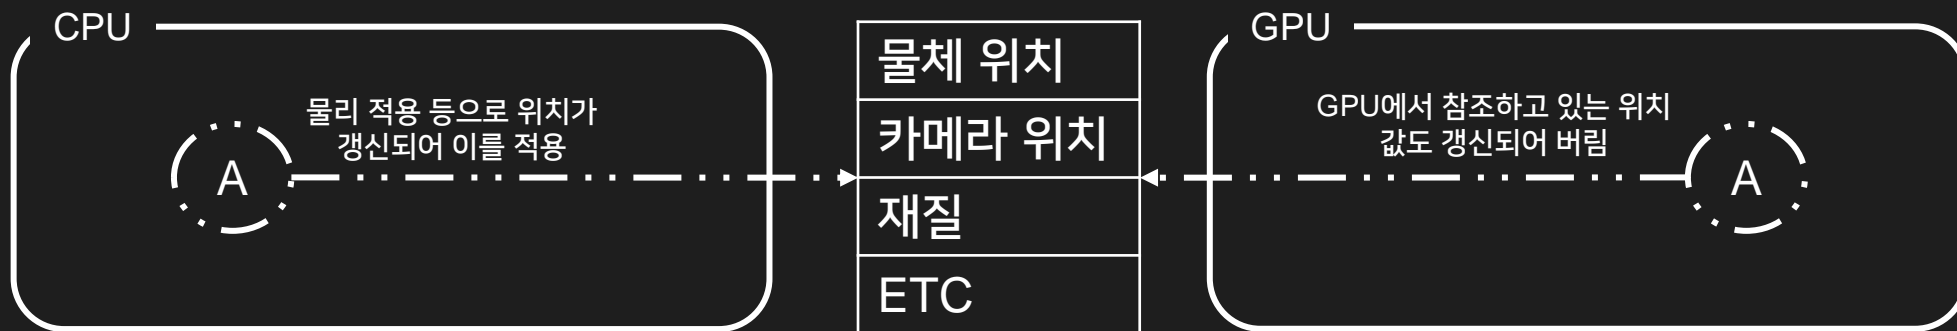 CPU
물리 적용 등으로 위치가
갱신되어 이를 적용
A
물체 위치
카메라 위치
재질
ETC
GPU
GPU에서 참조하고 있는 위치
값도 갱신되어 버림
A